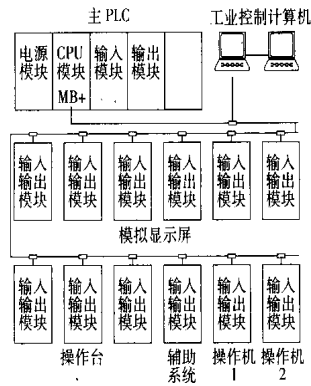 主PLC
工业控制计算机
电源模块
CPU模块
MB+
输入模块
输出模块
输入输出模块
输入输出模块
输入输出模块
输入输出模块
输入输出模块
输入输出模块
模拟显示屏
输入输出模块
输入输出模块
输入输出模块
输入输出模块
输入输出模块
输入输出模块
操作台
辅助系统
操作机1
操作机2